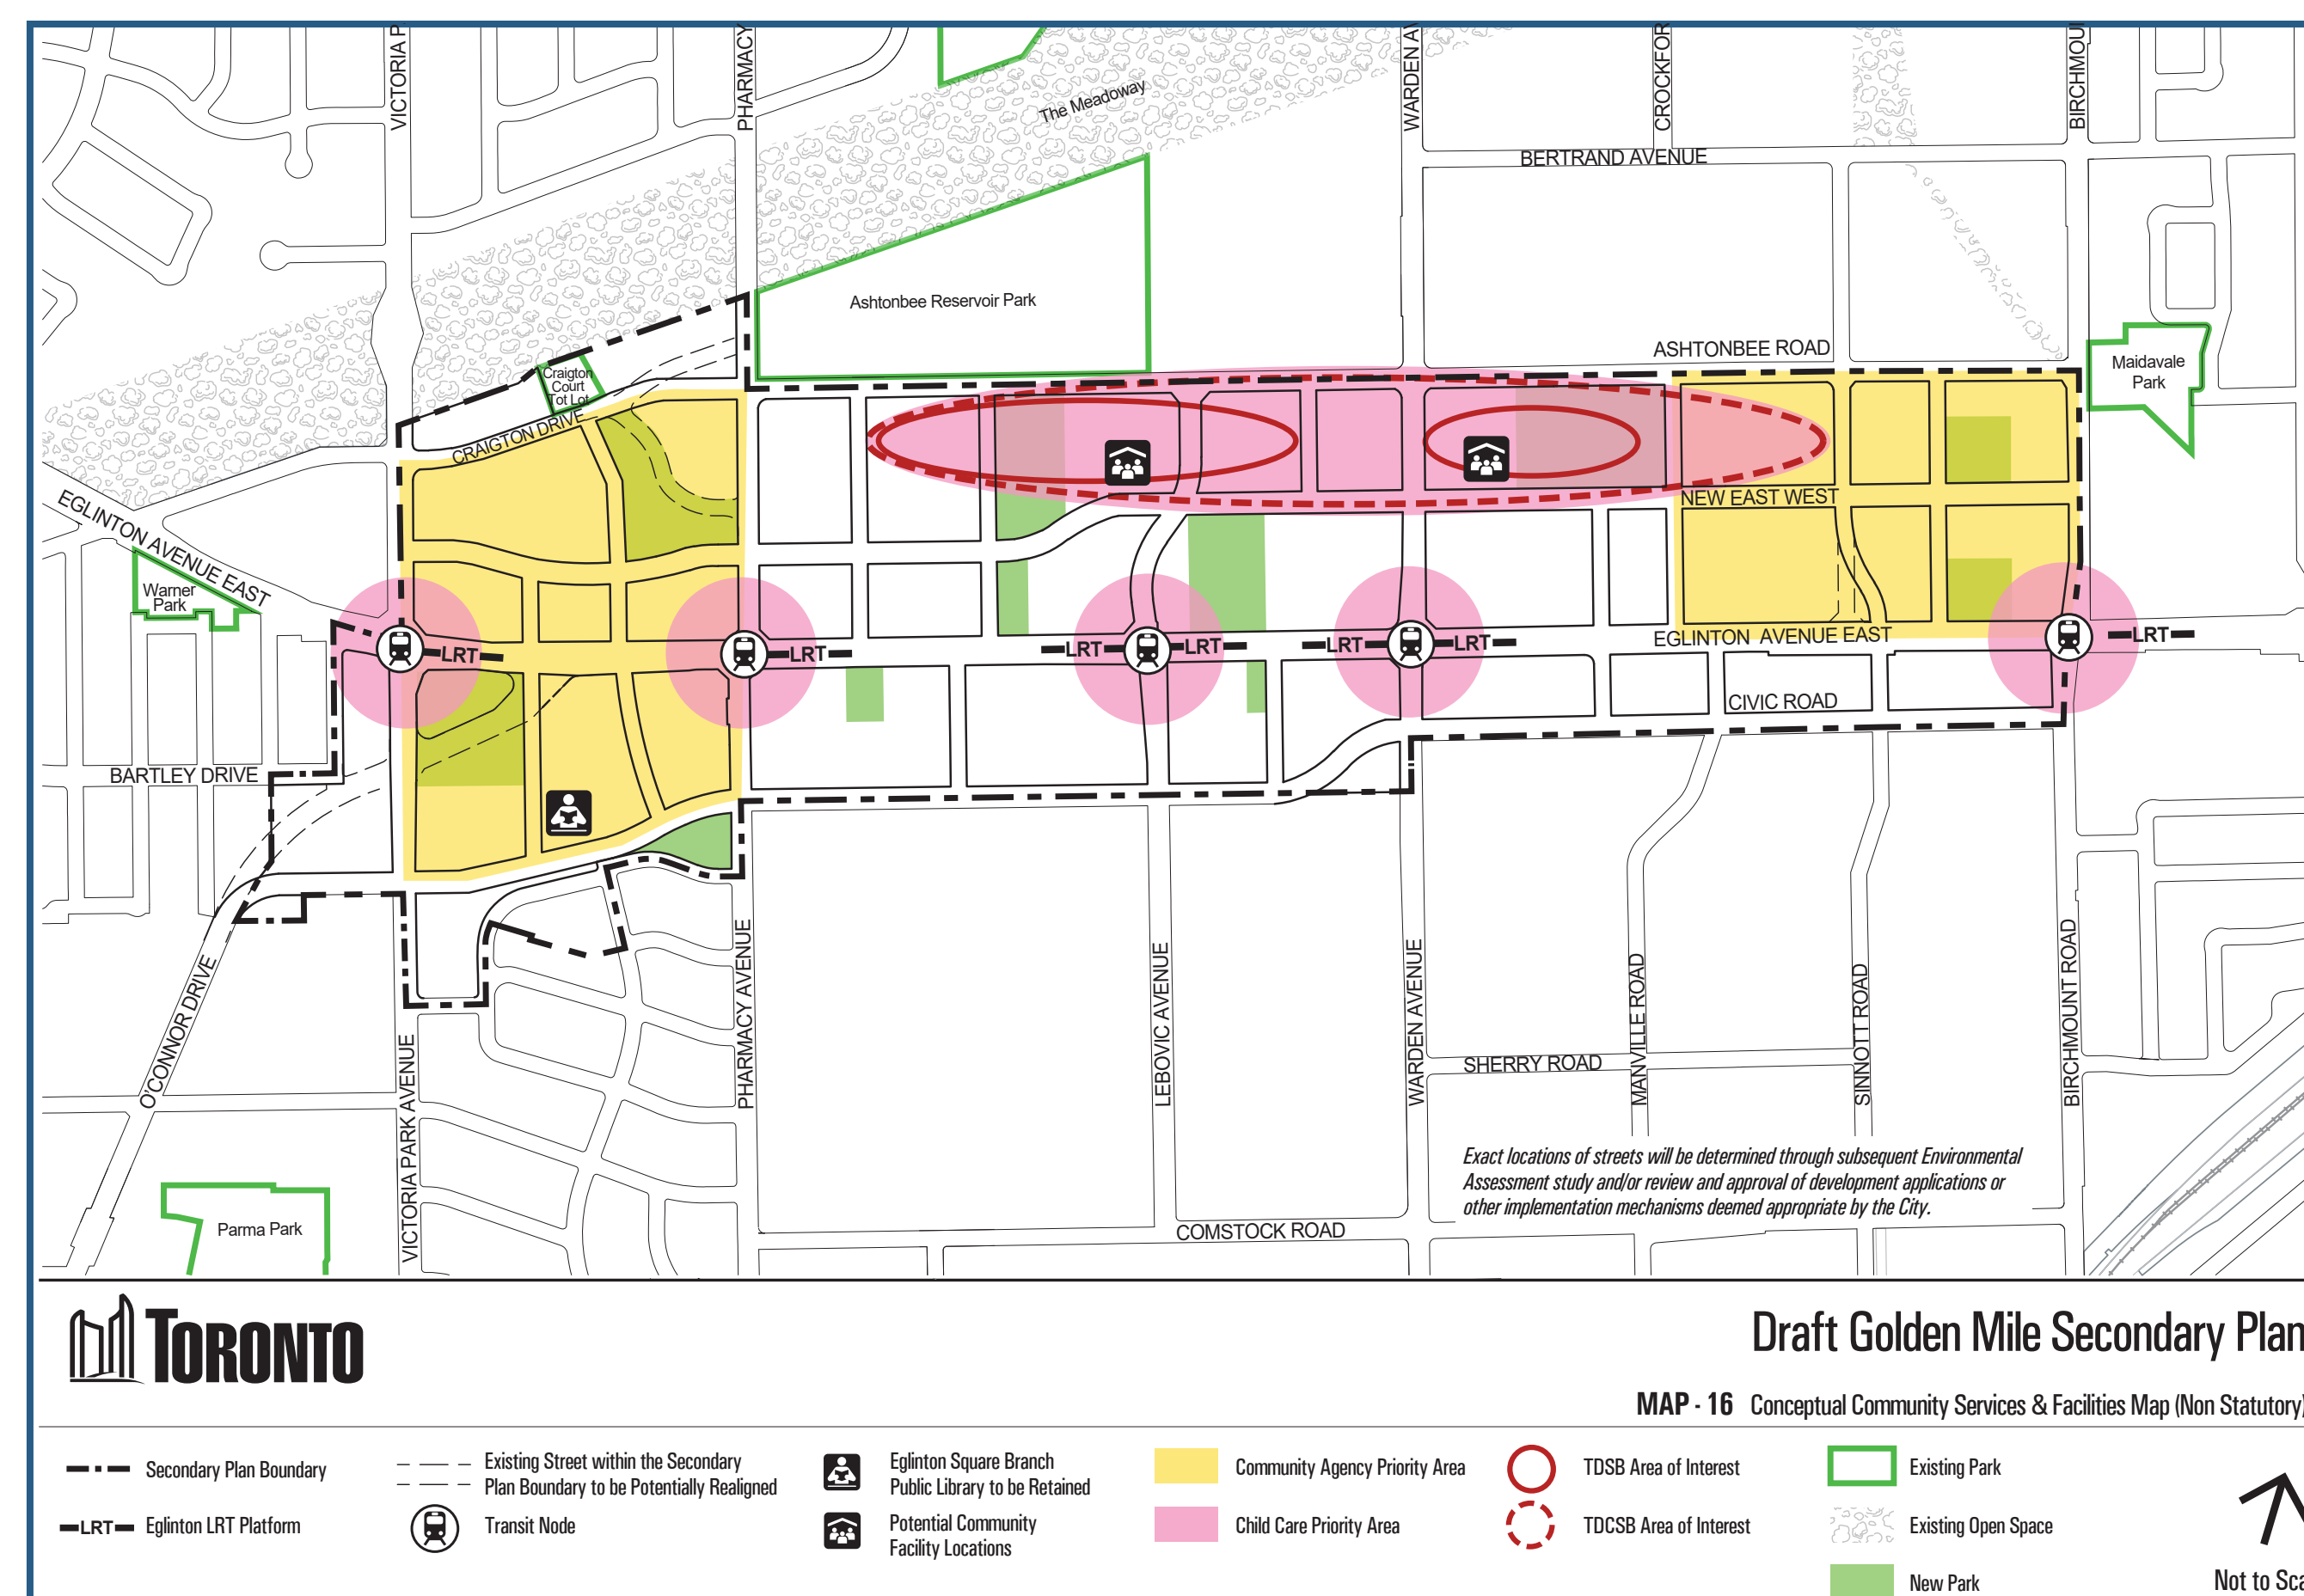 VICTORIA P
PHARMACY
The Meadoway
WARDEN AV
CROCKFOR
BIRCHMOU
BERTRAND AVENUE
Ashtonbee Reservoir Park
ASHTONBEE ROAD
Maidavale
Park
Craigton
Court
Tot Lot
CRAIGTON DRIVE
EGLINTON AVENUE EAST
NEW EAST WEST
Warner
Park
LRT
LRT
LRT
LRT
LRT
LRT
EGLINTON AVENUE EAST
LRT
CIVIC ROAD
BARTLEY DRIVE
O'CONNOR DRIVE
VICTORIA PARK AVENUE
PHARMACY AVENUE
LEBOVIC AVENUE
WARDEN AVENUE
MANVILLE ROAD
SINNOTT ROAD
BIRCHMOUNT ROAD
SHERRY ROAD
Exact locations of streets will be determined through subsequent Environmental
Assessment study and/or review and approval of development applications or
other implementation mechanisms deemed appropriate by the City.
Parma Park
COMSTOCK ROAD
TORONTO
Draft Golden Mile Secondary Plan
MAP - 16 Conceptual Community Services & Facilities Map (Non Statutory)
Secondary Plan Boundary
LRT
Eglinton LRT Platform
Existing Street within the Secondary
Plan Boundary to be Potentially Realigned
Transit Node
Eglinton Square Branch
Public Library to be Retained
Potential Community
Facility Locations
Community Agency Priority Area
Child Care Priority Area
TDSB Area of Interest
TDCSB Area of Interest
Existing Park
Existing Open Space
New Park
Not to Sca